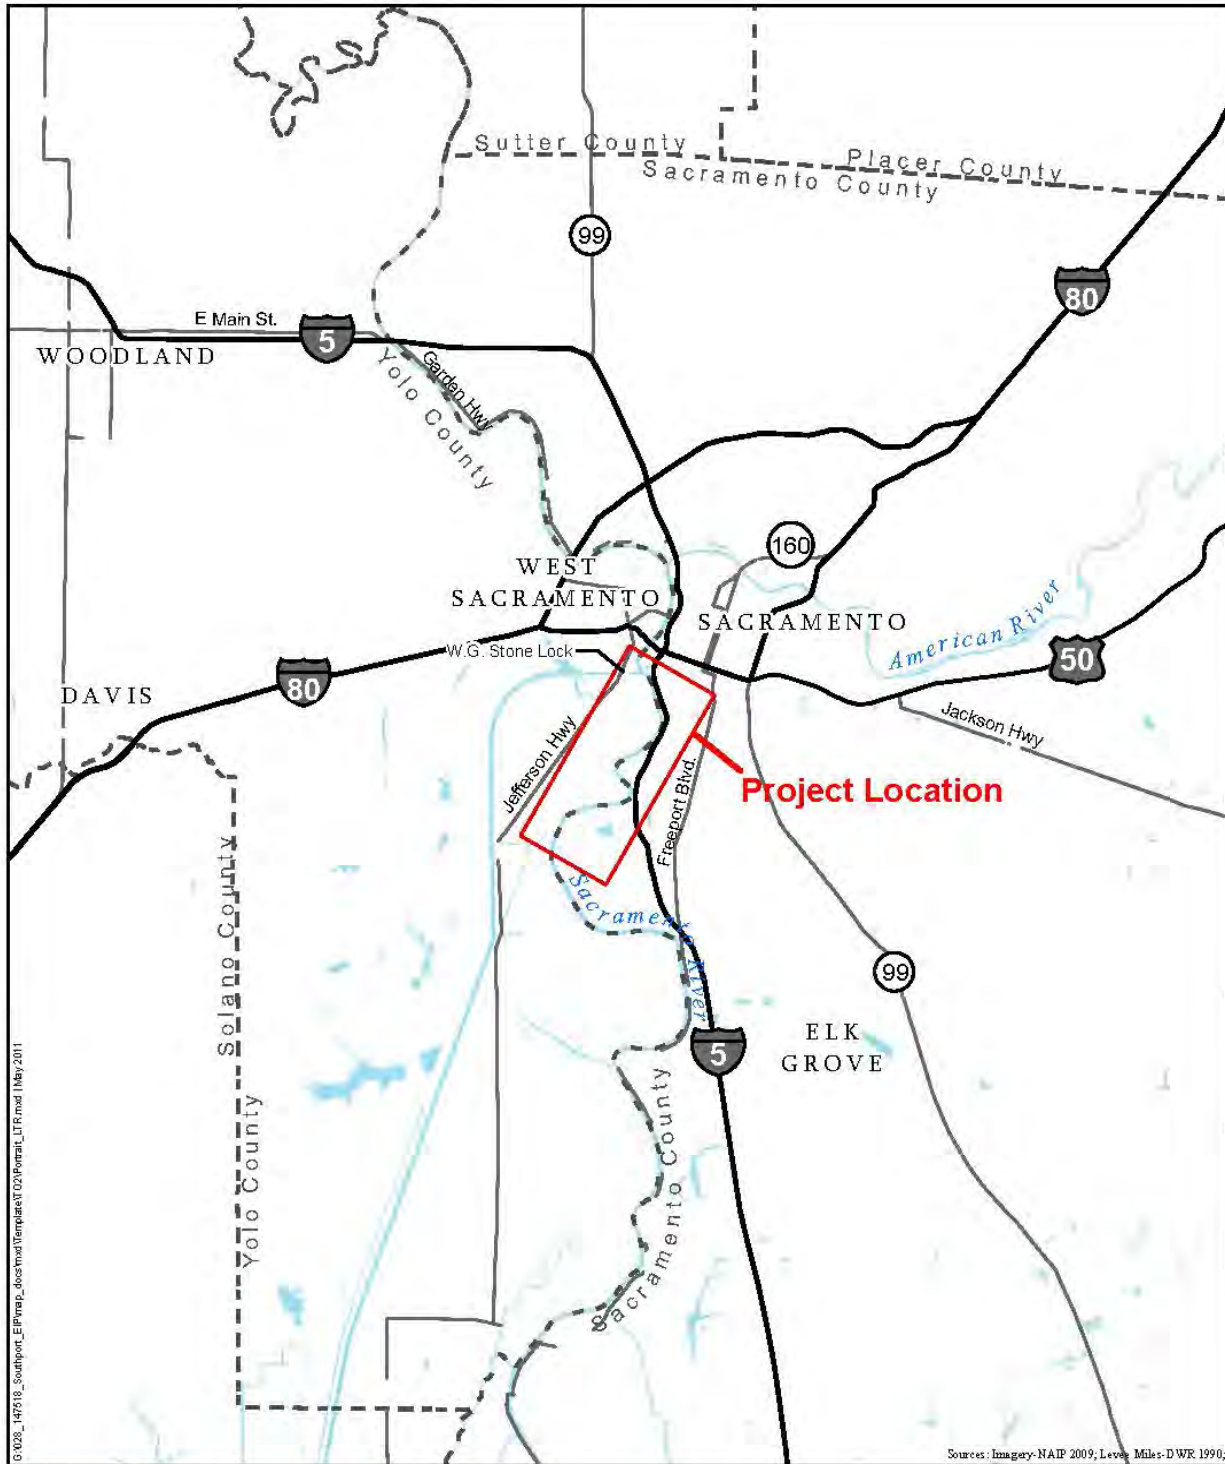 Sutter County
Placer County
Sacramento County
99
80
E Main St.
5
WOODLAND
Garden Hwy
Yolo County
160
WEST
SACRAMENTO
SACRAMENTO
American River
W.G. Stone Lock
50
80
DAVIS
Jackson Hwy
Jefferson Hwy
Project Location
Freeport Blvd.
Sacramento River
Solano County
Yolo County
99
ELK
GROVE
5
Sacramento County
Sources: Imagery-NAIP 2009; Levee Miles-DWR 1990;